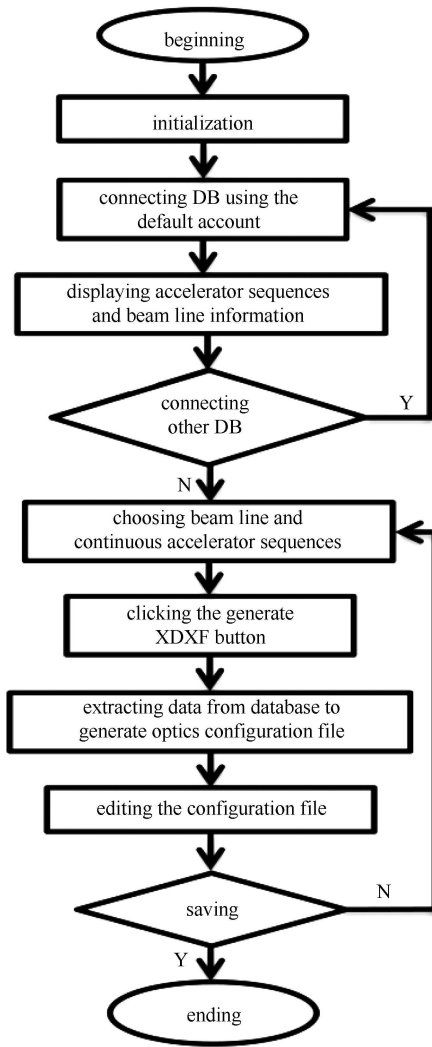 beginning
initialization
connecting DB using the
default account
displaying accelerator sequences
and beam line information
connecting
other DB
Y
N
choosing beam line and
continuous accelerator sequences
clicking the generate
XDXF button
extracting data from database to
generate optics configuration file
editing the configuration file
saving
N
Y
ending